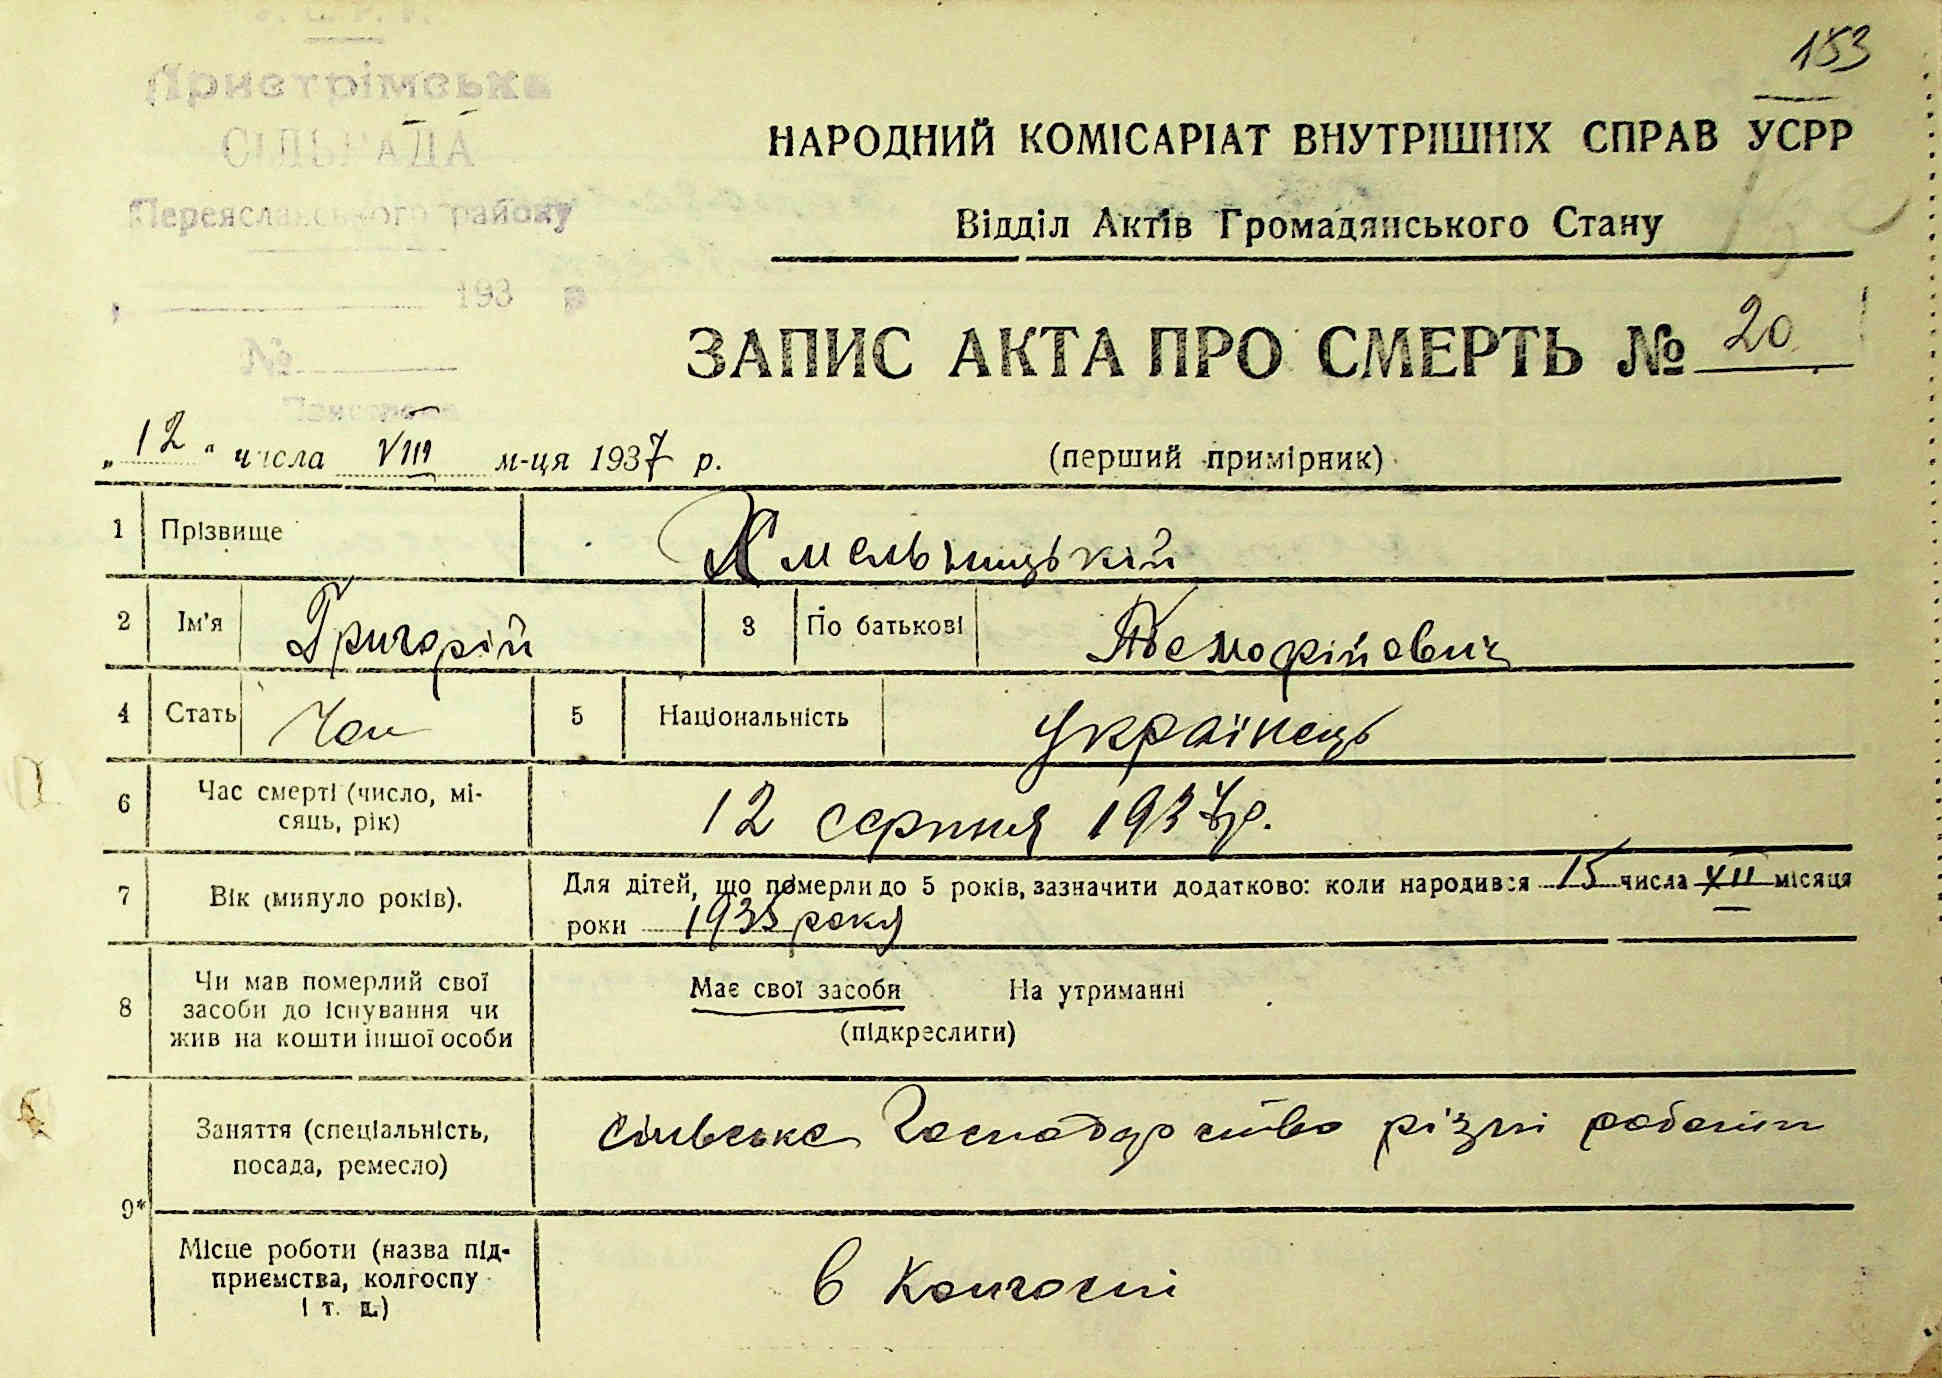 У. С. Р. Р.
153
Пристрімська
СІЛЬРАДА
НАРОДНИЙ КОМІСАРІАТ ВНУТРІШНІХ СПРАВ УСРР
Переяславського району
Відділ Актів Громадянського Стану
193 р
ЗАПИС АКТА ПРО СМЕРТЬ № 20
№
„12" числа VIII м-ця 1937 р. (перший примірник)
1 Прізвище Хмельницькій
2 Ім'я Григорій 3 По батькові
4 Стать Чол 5 Національність українець
6 Час смерті (число, мі-
сяць, рік) 12 серпня 1937 р.
7 Вік (минуло років). Для дітей, що померли до 5 років, зазначити додатково: коли народився 15 числа XII місяця
роки 1935 року
8 Чи мав померлий свої
засоби до існування чи
жив на кошти іншої особи
Має свої засоби На утриманні
(підкреслити)
9* Заняття (спеціальність,
посада, ремесло)
сільське господарство різні роботи
Місце роботи (назва під-
приємства, колгоспу
і т. д.)
в колгоспі